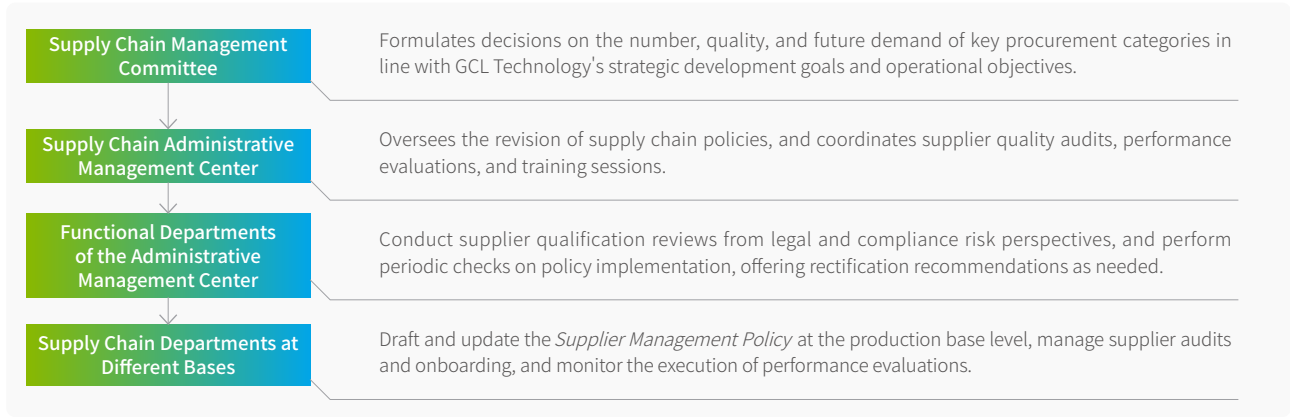 Supply Chain Management
Committee
Formulates decisions on the number, quality, and future demand of key procurement categories in
line with GCL Technology's strategic development goals and operational objectives.
Supply Chain Administrative
Management Center
Oversees the revision of supply chain policies, and coordinates supplier quality audits, performance
evaluations, and training sessions.
Functional Departments
of the Administrative
Management Center
Conduct supplier qualification reviews from legal and compliance risk perspectives, and perform
periodic checks on policy implementation, offering rectification recommendations as needed.
Supply Chain Departments at
Different Bases
Draft and update the Supplier Management Policy at the production base level, manage supplier audits
and onboarding, and monitor the execution of performance evaluations.